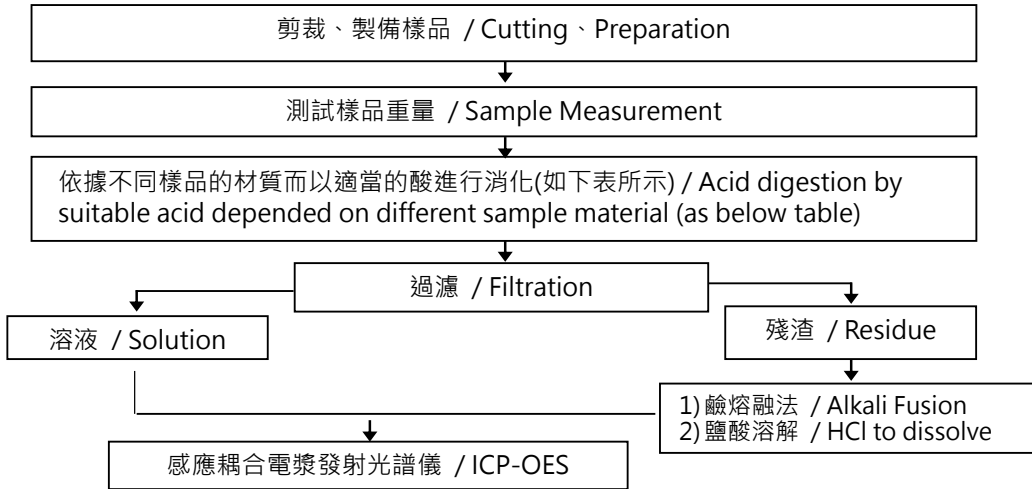 剪裁、製備樣品 / Cutting、Preparation
測試樣品重量 / Sample Measurement
依據不同樣品的材質而以適當的酸進行消化(如下表所示) / Acid digestion by
suitable acid depended on different sample material (as below table)
過濾 / Filtration
溶液 / Solution
殘渣 / Residue
1) 鹼熔融法 / Alkali Fusion
2) 鹽酸溶解 / HCl to dissolve
感應耦合電漿發射光譜儀 / ICP-OES